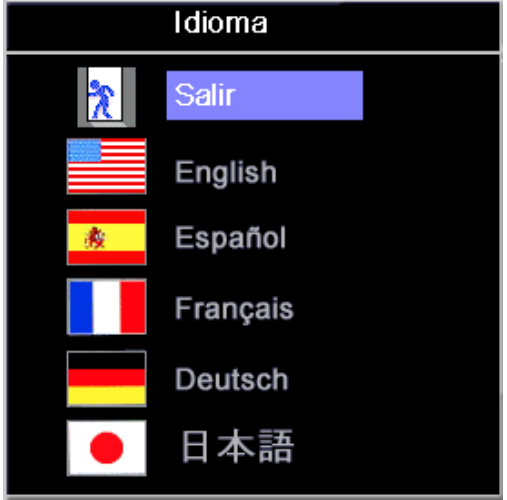 Idioma
Salir
English
Español
Français
Deutsch
日本語